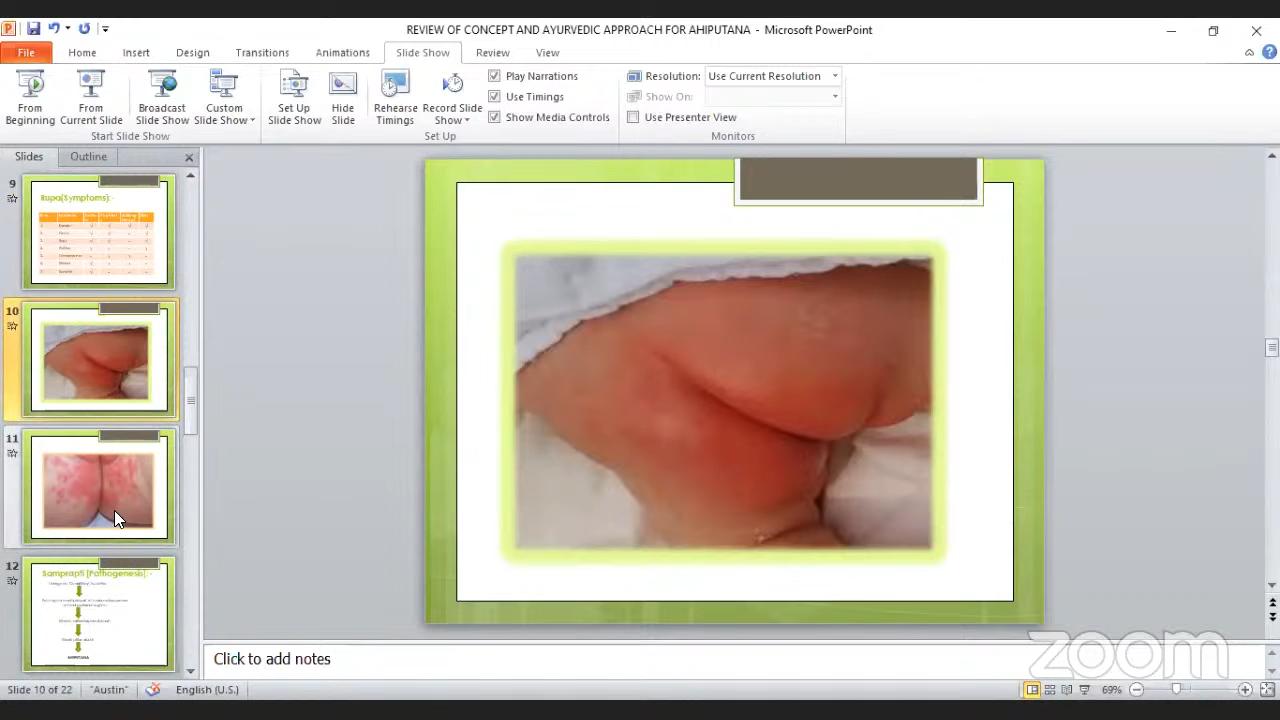 REVIEW OF CONCEPT AND AYURVEDIC APPROACH FOR AHIPUTANA - Microsoft PowerPoint
File Home Insert Design Transitions Animations Slide Show Review View
From Beginning
From Current Slide
Broadcast Slide Show
Custom Slide Show
Set Up Slide Show
Hide Slide
Rehearse Timings
Record Slide Show
Play Narrations
Use Timings
Show Media Controls
Resolution: Use Current Resolution
Show On:
Use Presenter View
Start Slide Show Set Up Monitors
Slides Outline
9
Rupa(Symptoms):-
10
11
12
Samprapti [Pathogenesis]:-
AHIPUTANA
Click to add notes
zoom
Slide 10 of 22 "Austin" English (U.S.) 69%